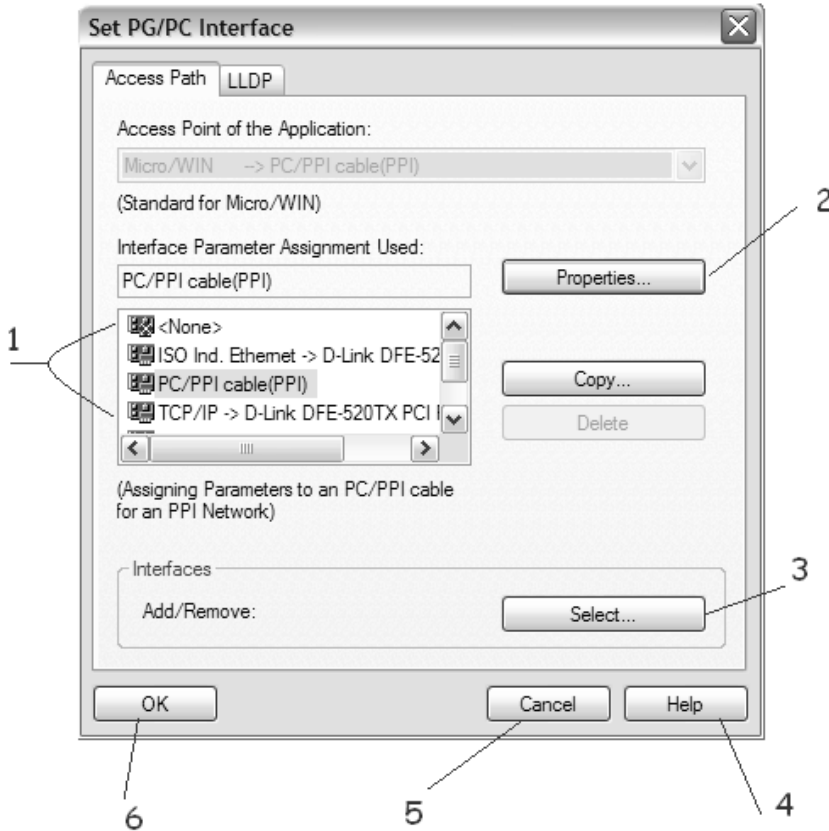 Set PG/PC Interface
Access Path LLDP
Access Point of the Application:
Micro/WIN --> PC/PPI cable(PPI)
(Standard for Micro/WIN)
2
Interface Parameter Assignment Used:
PC/PPI cable(PPI)
Properties...
1
<None>
ISO Ind. Ethernet -> D-Link DFE-52
PC/PPI cable(PPI)
TCP/IP -> D-Link DFE-520TX PCI
Copy...
Delete
(Assigning Parameters to an PC/PPI cable
for an PPI Network)
Interfaces
3
Add/Remove:
Select...
OK
Cancel
Help
6
5
4